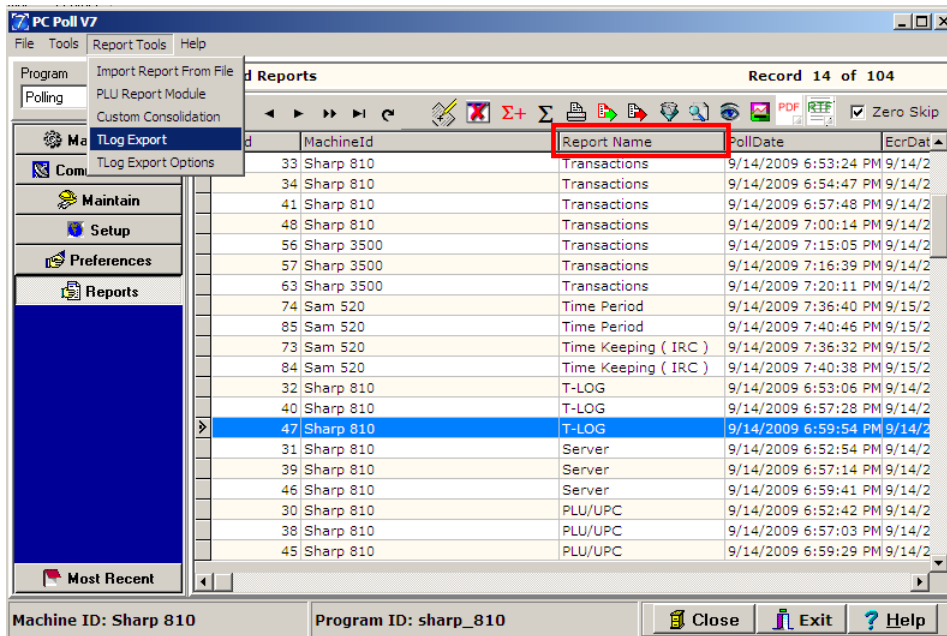 PC Poll V7
File Tools Report Tools Help
Import Report From File
PLU Report Module
Custom Consolidation
TLog Export
TLog Export Options
Program
Polling
d Reports Record 14 of 104
Σ+ Σ PDF RTF Zero Skip
Ma
Com
Maintain
Setup
Preferences
Reports
Most Recent
d MachineId Report Name PollDate EcrDat
33 Sharp 810 Transactions 9/14/2009 6:53:24 PM 9/14/2
34 Sharp 810 Transactions 9/14/2009 6:54:47 PM 9/14/2
41 Sharp 810 Transactions 9/14/2009 6:57:48 PM 9/14/2
48 Sharp 810 Transactions 9/14/2009 7:00:14 PM 9/14/2
56 Sharp 3500 Transactions 9/14/2009 7:15:05 PM 9/14/2
57 Sharp 3500 Transactions 9/14/2009 7:16:39 PM 9/14/2
63 Sharp 3500 Transactions 9/14/2009 7:20:11 PM 9/14/2
74 Sam 520 Time Period 9/14/2009 7:36:40 PM 9/15/2
85 Sam 520 Time Period 9/14/2009 7:40:46 PM 9/15/2
73 Sam 520 Time Keeping ( IRC ) 9/14/2009 7:36:32 PM 9/15/2
84 Sam 520 Time Keeping ( IRC ) 9/14/2009 7:40:38 PM 9/15/2
32 Sharp 810 T-LOG 9/14/2009 6:53:06 PM 9/14/2
40 Sharp 810 T-LOG 9/14/2009 6:57:28 PM 9/14/2
47 Sharp 810 T-LOG 9/14/2009 6:59:54 PM 9/14/2
31 Sharp 810 Server 9/14/2009 6:52:54 PM 9/14/2
39 Sharp 810 Server 9/14/2009 6:57:14 PM 9/14/2
46 Sharp 810 Server 9/14/2009 6:59:41 PM 9/14/2
30 Sharp 810 PLU/UPC 9/14/2009 6:52:42 PM 9/14/2
38 Sharp 810 PLU/UPC 9/14/2009 6:57:03 PM 9/14/2
45 Sharp 810 PLU/UPC 9/14/2009 6:59:29 PM 9/14/2
Machine ID: Sharp 810 Program ID: sharp_810 Close Exit Help